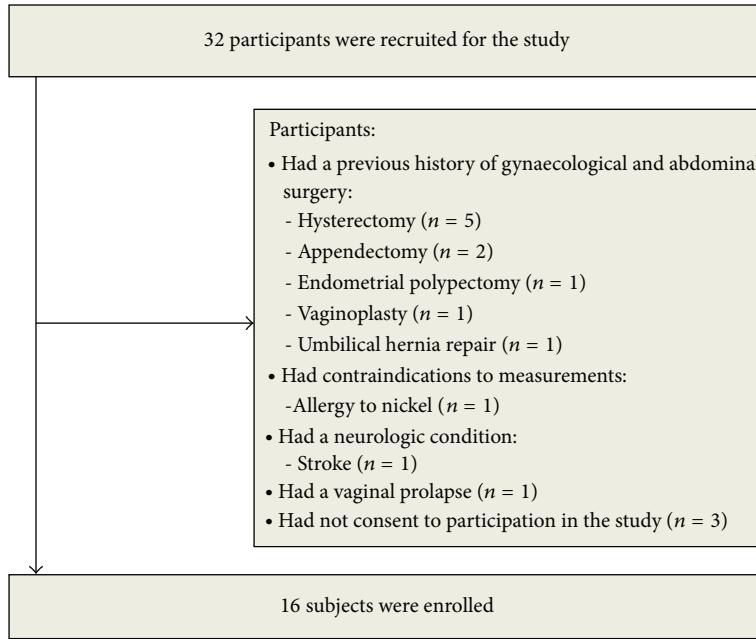 32 participants were recruited for the study
Participants:
• Had a previous history of gynaecological and abdominal
surgery:
- Hysterectomy (n = 5)
- Appendectomy (n = 2)
- Endometrial polypectomy (n = 1)
- Vaginoplasty (n = 1)
- Umbilical hernia repair (n = 1)
• Had contraindications to measurements:
-Allergy to nickel (n = 1)
• Had a neurologic condition:
- Stroke (n = 1)
• Had a vaginal prolapse (n = 1)
• Had not consent to participation in the study (n = 3)
16 subjects were enrolled